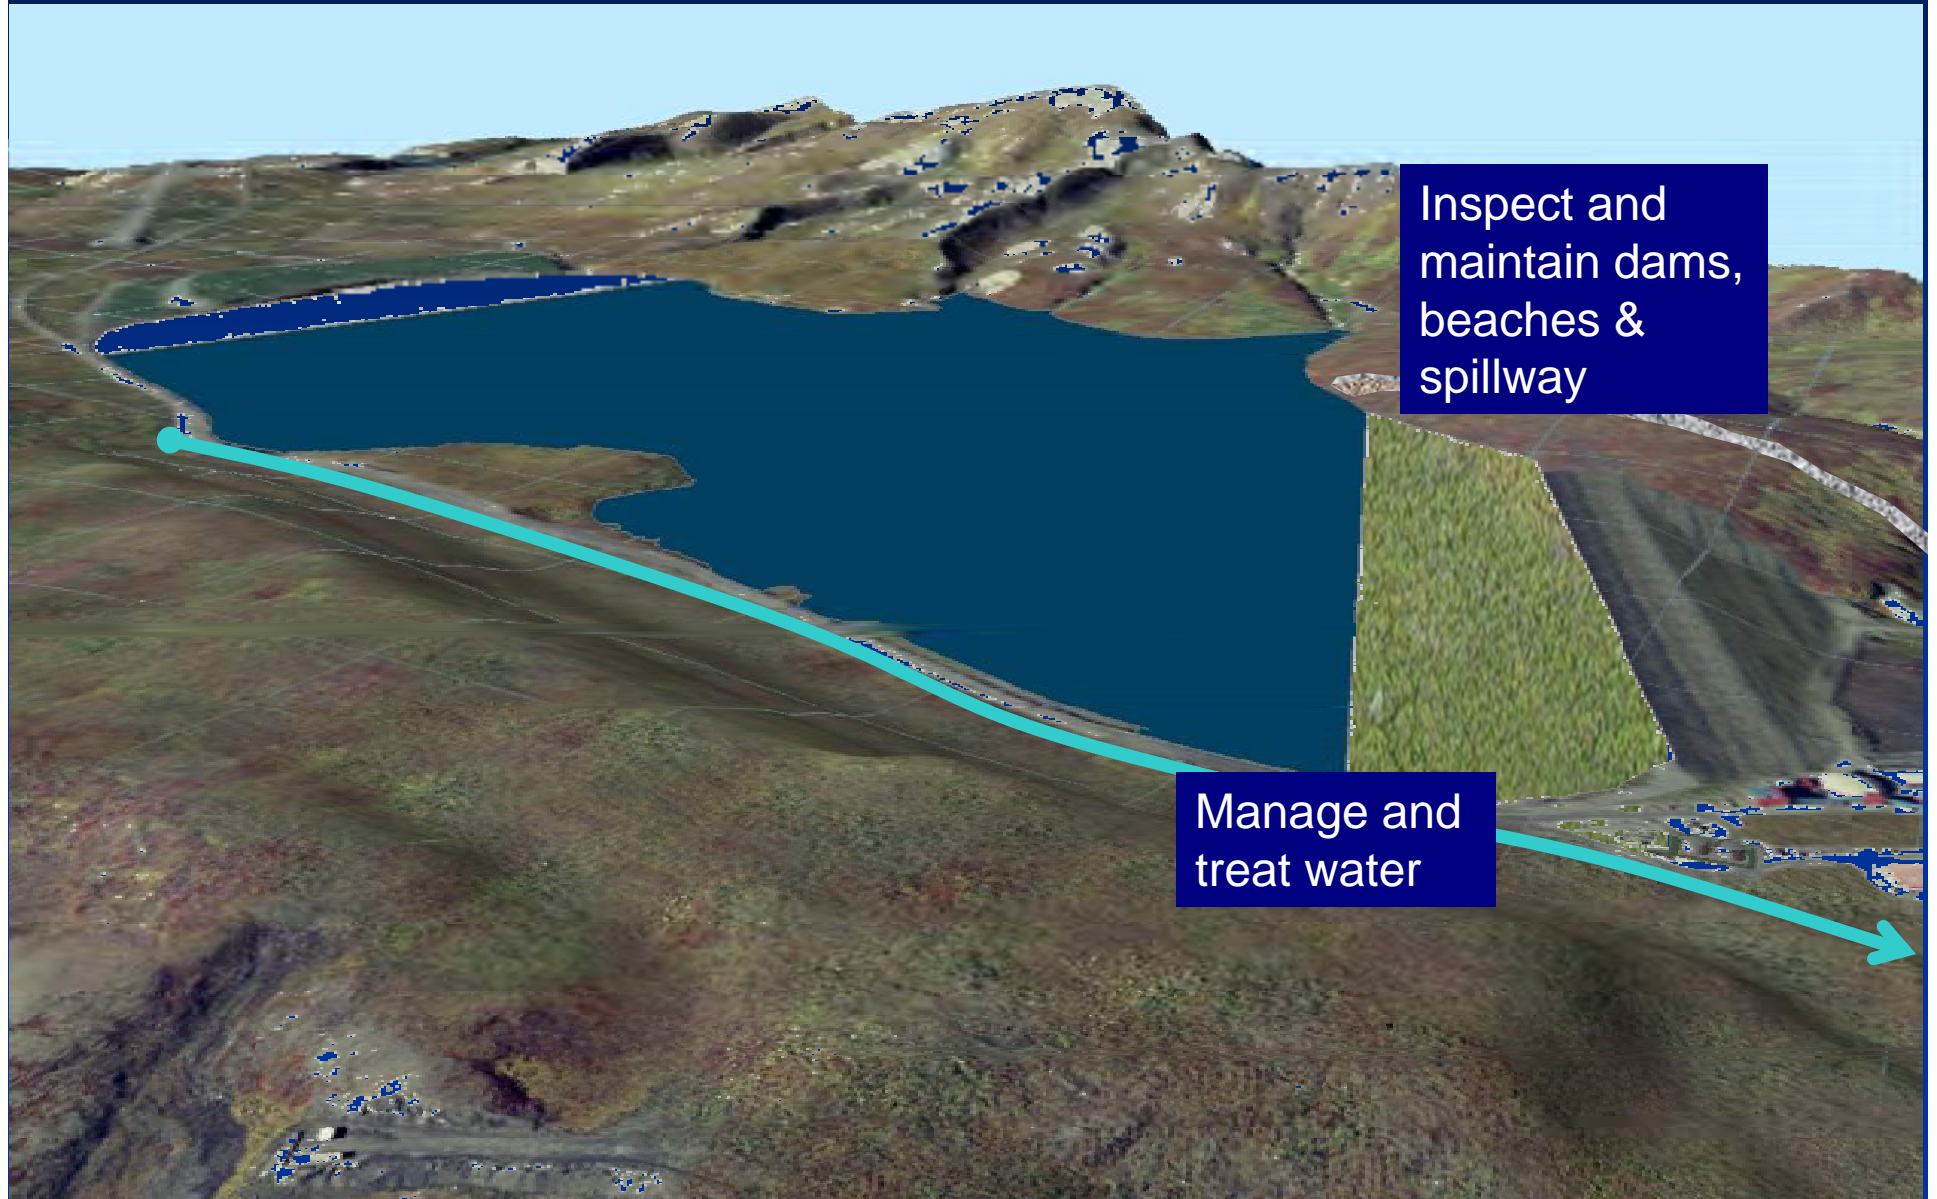 Inspect and
maintain dams,
beaches &
spillway
Manage and
treat water